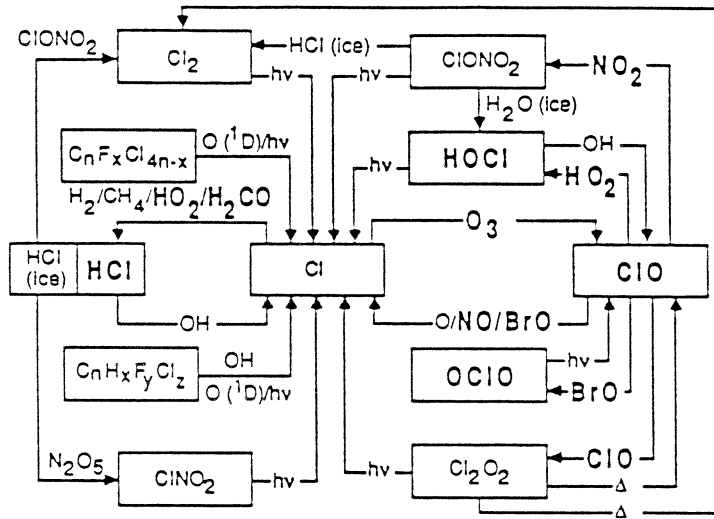 ClONO₂
Cl₂
HCl (ice)
ClONO₂
NO₂
hν
hν
H₂O (ice)
CₙFₓCl₄ₙ₋ₓ
O (¹D)/hν
HOCl
OH
hν
HO₂
H₂/CH₄/HO₂/H₂CO
O₃
HCl
(ice)
HCl
Cl
ClO
OH
O/NO/BrO
CₙHₓFᵧCl_z
OH
O (¹D)/hν
OClO
hν
BrO
N₂O₅
ClNO₂
hν
hν
Cl₂O₂
ClO
Δ
Δ